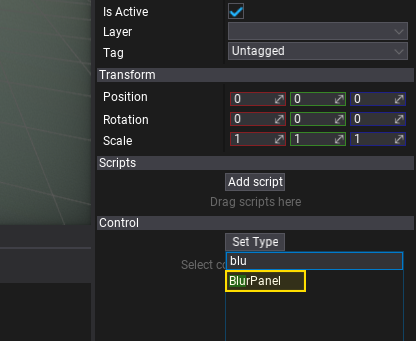 Is Active
Layer
Tag Untagged
Transform
Position 0 0 0
Rotation 0 0 0
Scale 1 1 1
Scripts
Add script
Drag scripts here
Control
Set Type
Select
blu
BlurPanel